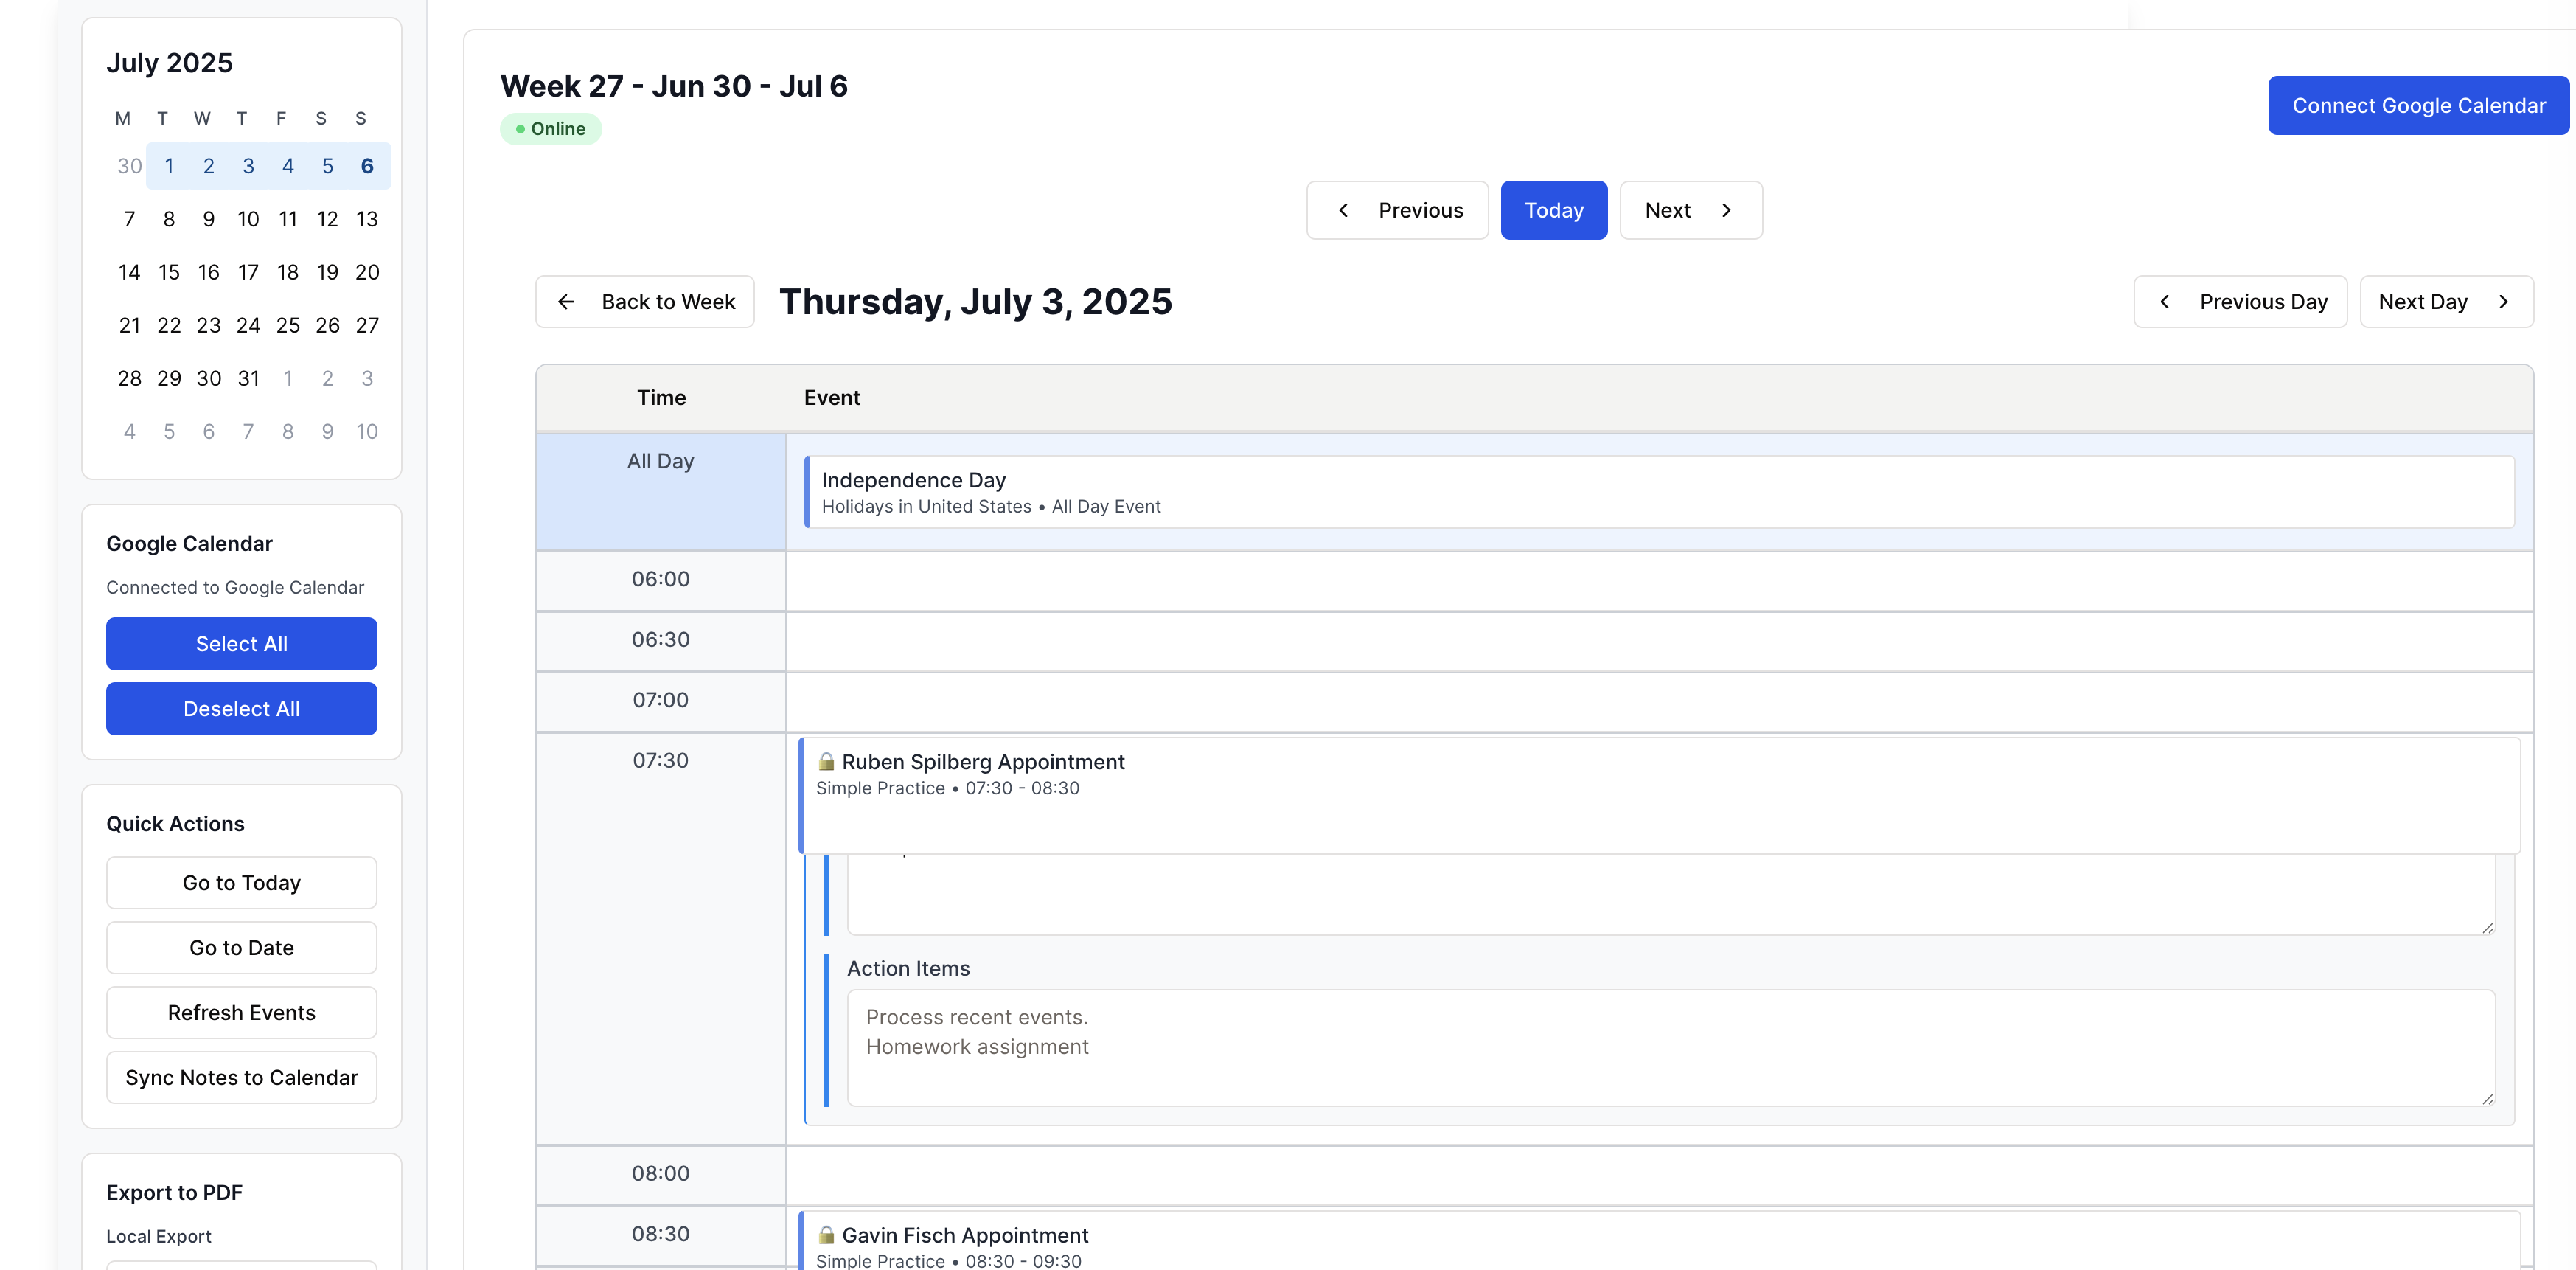 July 2025
M T W T F S S
30 1 2 3 4 5 6
7 8 9 10 11 12 13
14 15 16 17 18 19 20
21 22 23 24 25 26 27
28 29 30 31 1 2 3
4 5 6 7 8 9 10
Google Calendar
Connected to Google Calendar
Select All
Deselect All
Quick Actions
Go to Today
Go to Date
Refresh Events
Sync Notes to Calendar
Export to PDF
Local Export
Week 27 - Jun 30 - Jul 6
Online
Connect Google Calendar
Previous
Today
Next
Back to Week
Thursday, July 3, 2025
Previous Day
Next Day
Time Event
All Day
Independence Day
Holidays in United States • All Day Event
06:00
06:30
07:00
07:30
🔒 Ruben Spilberg Appointment
Simple Practice • 07:30 - 08:30
Action Items
Process recent events.
Homework assignment
08:00
08:30
🔒 Gavin Fisch Appointment
Simple Practice • 08:30 - 09:30